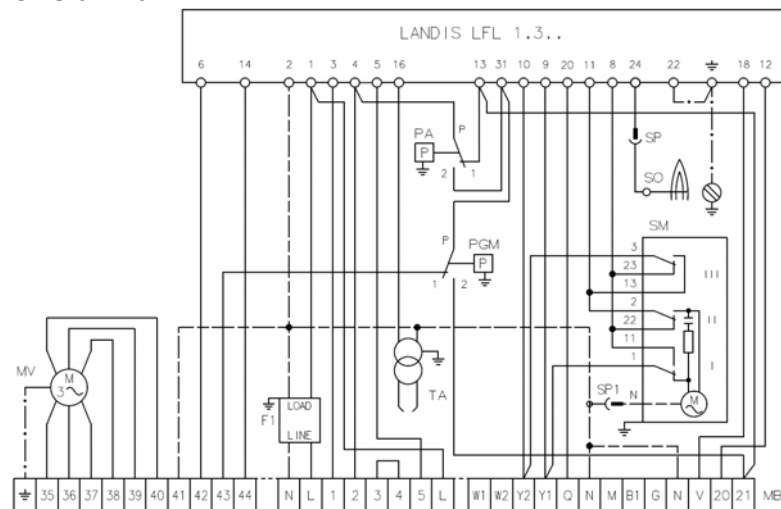 LANDIS LFL 1.3..
6 14 2 1 3 4 5 16 13 31 10 9 20 11 8 24 22 18 12
P
PA
P
2 1
SP
SO
SM
P
PGM
P
1 2
3
23
13
III
2
22
11
II
1
I
MV
M
3
F1
LOAD
LINE
TA
SP1
N
M
35 36 37 38 39 40 41 42 43 44 N L 1 2 3 4 5 L W1 W2 Y2 Y1 Q N M B1 G N V 20 21 MB